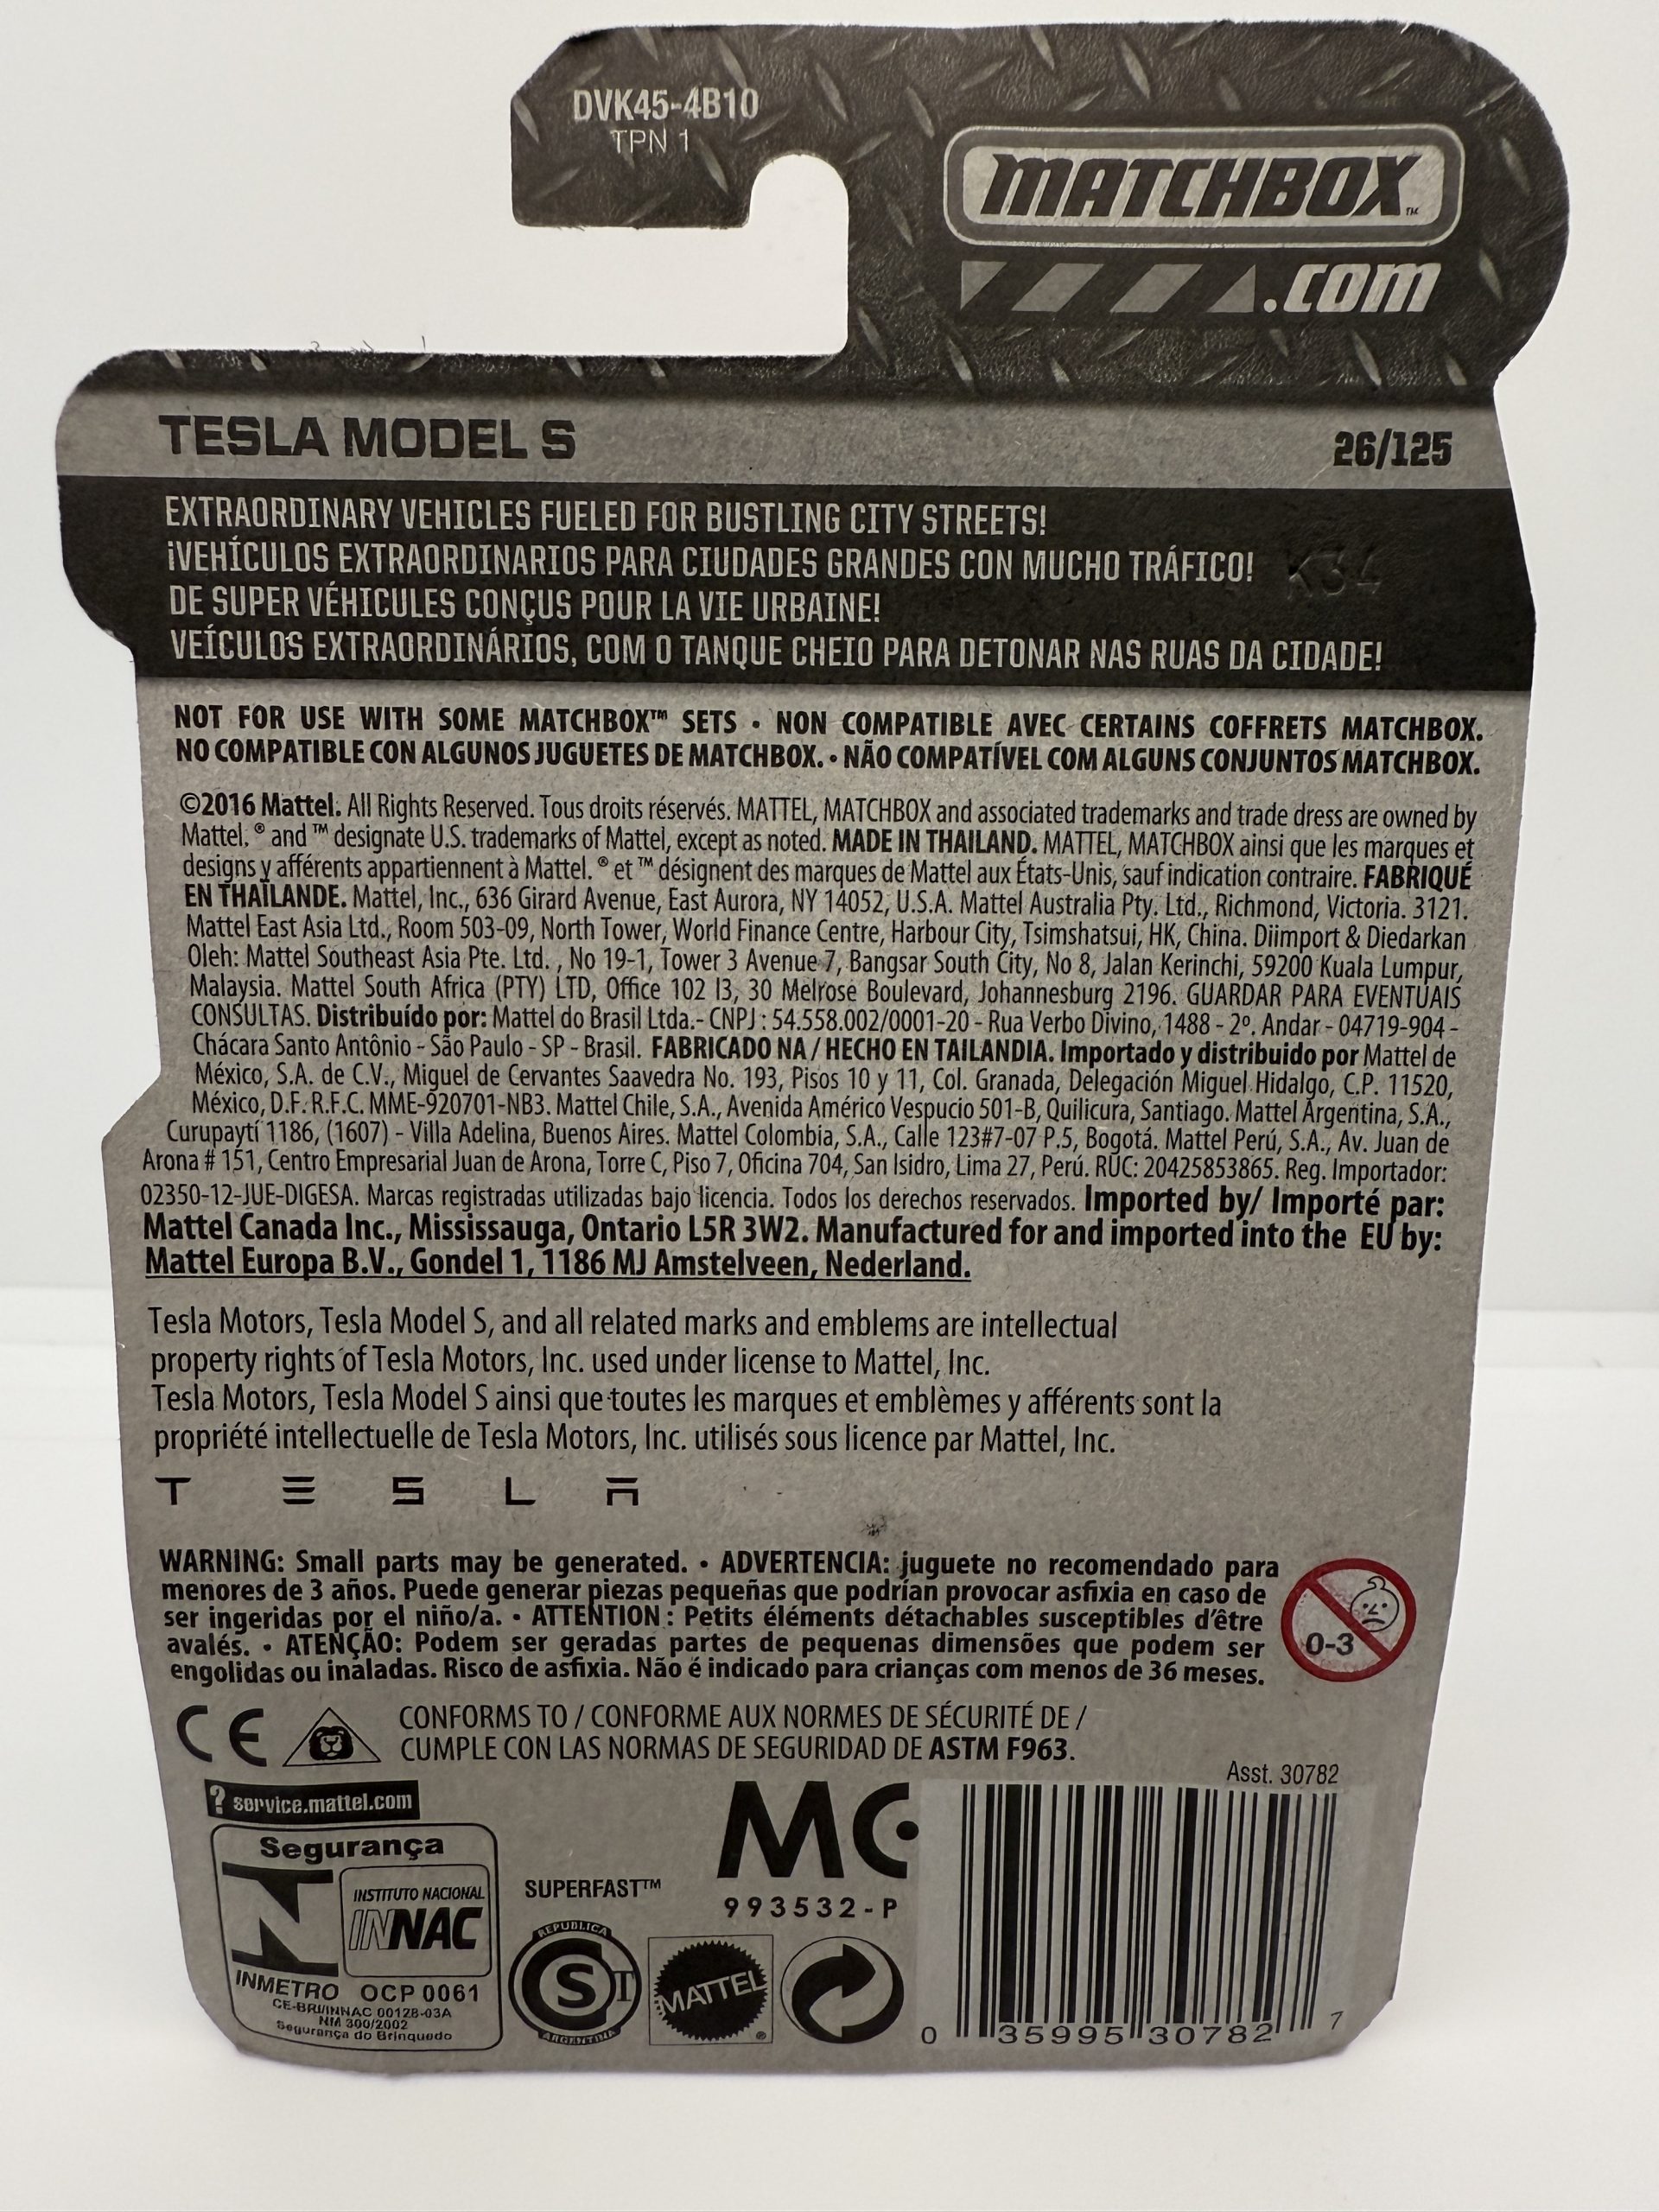 DVK45-4B10
TPN 1
MATCHBOX™
.com
TESLA MODEL S
26/125
EXTRAORDINARY VEHICLES FUELED FOR BUSTLING CITY STREETS!
¡VEHÍCULOS EXTRAORDINARIOS PARA CIUDADES GRANDES CON MUCHO TRÁFICO!
K34
DE SUPER VÉHICULES CONÇUS POUR LA VIE URBAINE!
VEÍCULOS EXTRAORDINÁRIOS, COM O TANQUE CHEIO PARA DETONAR NAS RUAS DA CIDADE!
NOT FOR USE WITH SOME MATCHBOX™ SETS • NON COMPATIBLE AVEC CERTAINS COFFRETS MATCHBOX.
NO COMPATIBLE CON ALGUNOS JUGUETES DE MATCHBOX. • NÃO COMPATÍVEL COM ALGUNS CONJUNTOS MATCHBOX.
©2016 Mattel. All Rights Reserved. Tous droits réservés. MATTEL, MATCHBOX and associated trademarks and trade dress are owned by
Mattel. ® and ™ designate U.S. trademarks of Mattel, except as noted. MADE IN THAILAND. MATTEL, MATCHBOX ainsi que les marques et
designs y afférents appartiennent à Mattel. ® et ™ désignent des marques de Mattel aux États-Unis, sauf indication contraire. FABRIQUÉ
EN THAÏLANDE. Mattel, Inc., 636 Girard Avenue, East Aurora, NY 14052, U.S.A. Mattel Australia Pty. Ltd., Richmond, Victoria. 3121.
Mattel East Asia Ltd., Room 503-09, North Tower, World Finance Centre, Harbour City, Tsimshatsui, HK, China. Diimport & Diedarkan
Oleh: Mattel Southeast Asia Pte. Ltd. , No 19-1, Tower 3 Avenue 7, Bangsar South City, No 8, Jalan Kerinchi, 59200 Kuala Lumpur,
Malaysia. Mattel South Africa (PTY) LTD, Office 102 I3, 30 Melrose Boulevard, Johannesburg 2196. GUARDAR PARA EVENTUAIS
CONSULTAS. Distribuído por: Mattel do Brasil Ltda.- CNPJ : 54.558.002/0001-20 - Rua Verbo Divino, 1488 - 2º. Andar - 04719-904 -
Chácara Santo Antônio - São Paulo - SP - Brasil. FABRICADO NA / HECHO EN TAILANDIA. Importado y distribuido por Mattel de
México, S.A. de C.V., Miguel de Cervantes Saavedra No. 193, Pisos 10 y 11, Col. Granada, Delegación Miguel Hidalgo, C.P. 11520,
México, D.F. R.F.C. MME-920701-NB3. Mattel Chile, S.A., Avenida Américo Vespucio 501-B, Quilicura, Santiago. Mattel Argentina, S.A.,
Curupaytí 1186, (1607) - Villa Adelina, Buenos Aires. Mattel Colombia, S.A., Calle 123#7-07 P.5, Bogotá. Mattel Perú, S.A., Av. Juan de
Arona # 151, Centro Empresarial Juan de Arona, Torre C, Piso 7, Oficina 704, San Isidro, Lima 27, Perú. RUC: 20425853865. Reg. Importador:
02350-12-JUE-DIGESA. Marcas registradas utilizadas bajo licencia. Todos los derechos reservados. Imported by/ Importé par:
Mattel Canada Inc., Mississauga, Ontario L5R 3W2. Manufactured for and imported into the EU by:
Mattel Europa B.V., Gondel 1, 1186 MJ Amstelveen, Nederland.
Tesla Motors, Tesla Model S, and all related marks and emblems are intellectual
property rights of Tesla Motors, Inc. used under license to Mattel, Inc.
Tesla Motors, Tesla Model S ainsi que toutes les marques et emblèmes y afférents sont la
propriété intellectuelle de Tesla Motors, Inc. utilisés sous licence par Mattel, Inc.
TESLA
WARNING: Small parts may be generated. • ADVERTENCIA: juguete no recomendado para
menores de 3 años. Puede generar piezas pequeñas que podrían provocar asfixia en caso de
ser ingeridas por el niño/a. • ATTENTION : Petits éléments détachables susceptibles d'être
avalés. • ATENÇÃO: Podem ser geradas partes de pequenas dimensões que podem ser
engolidas ou inaladas. Risco de asfixia. Não é indicado para crianças com menos de 36 meses.
0-3
CE
CONFORMS TO / CONFORME AUX NORMES DE SÉCURITÉ DE /
CUMPLE CON LAS NORMAS DE SEGURIDAD DE ASTM F963.
Asst. 30782
? service.mattel.com
Segurança
INSTITUTO NACIONAL
INNAC
INMETRO OCP 0061
CE-BRI/INNAC 00128-03A
NM 300/2002
Segurança do Brinquedo
SUPERFAST™
MC
993532-P
REPUBLICA
S T
ARGENTINA
MATTEL®
0 35995 30782 7